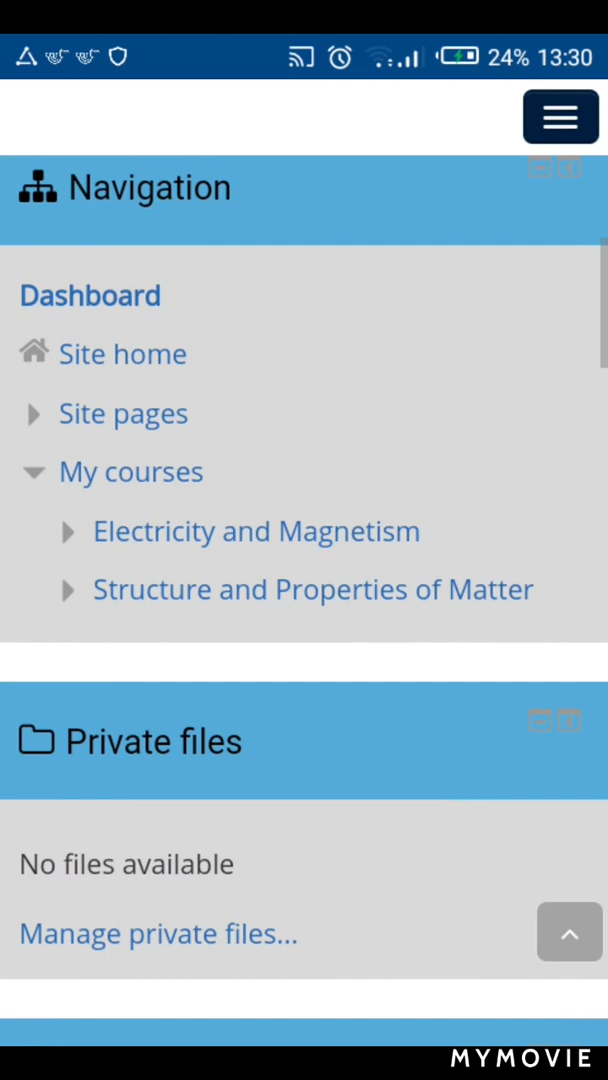 24% 13:30
Navigation
Dashboard
Site home
Site pages
My courses
Electricity and Magnetism
Structure and Properties of Matter
Private files
No files available
Manage private files...
MYMOVIE